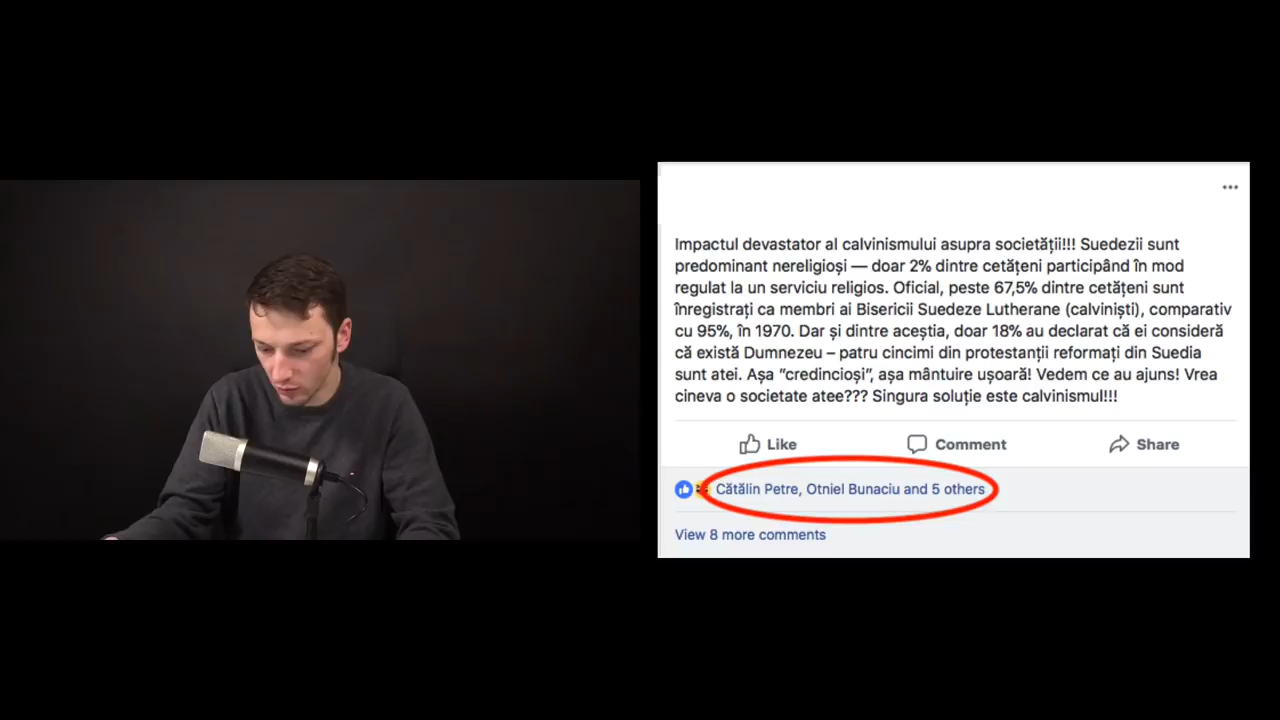 Impactul devastator al calvinismului asupra societății!!! Suedezii sunt
predominant nereligioși — doar 2% dintre cetățeni participând în mod
regulat la un serviciu religios. Oficial, peste 67,5% dintre cetățeni sunt
înregistrați ca membri ai Bisericii Suedeze Lutherane (calviniști), comparativ
cu 95%, în 1970. Dar și dintre aceștia, doar 18% au declarat că ei consideră
că există Dumnezeu – patru cincimi din protestanții reformați din Suedia
sunt atei. Așa ”credincioși”, așa mântuire ușoară! Vedem ce au ajuns! Vrea
cineva o societate atee??? Singura soluție este calvinismul!!!
Like Comment Share
Cătălin Petre, Otniel Bunaciu and 5 others
View 8 more comments